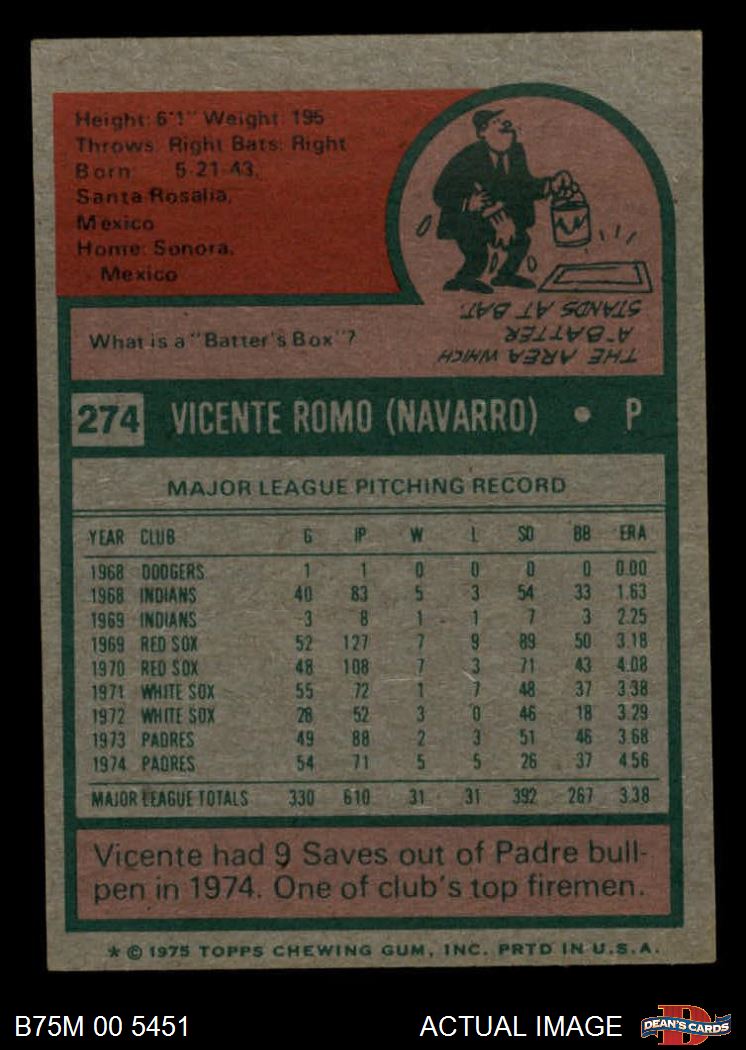 Height: 6'1" Weight: 195
Throws: Right Bats: Right
Born: 5-21-43,
Santa Rosalia,
Mexico
Home: Sonora,
Mexico
What is a "Batter's Box"?
THE AREA WHICH
A BATTER
STANDS AT BAT.
274 VICENTE ROMO (NAVARRO) • P
MAJOR LEAGUE PITCHING RECORD
YEAR CLUB G IP W L SO BB ERA
1968 DODGERS 1 1 0 0 0 0 0.00
1968 INDIANS 40 83 5 3 54 33 1.63
1969 INDIANS 3 8 1 1 7 3 2.25
1969 RED SOX 52 127 7 9 89 50 3.18
1970 RED SOX 48 108 7 3 71 43 4.08
1971 WHITE SOX 55 72 1 7 48 37 3.38
1972 WHITE SOX 28 52 3 0 46 18 3.29
1973 PADRES 49 88 2 3 51 46 3.68
1974 PADRES 54 71 5 5 26 37 4.56
MAJOR LEAGUE TOTALS 330 610 31 31 392 267 3.38
Vicente had 9 Saves out of Padre bull-
pen in 1974. One of club's top firemen.
* © 1975 TOPPS CHEWING GUM, INC. PRTD IN U.S.A.
B75M 00 5451 ACTUAL IMAGE DEAN'S CARDS